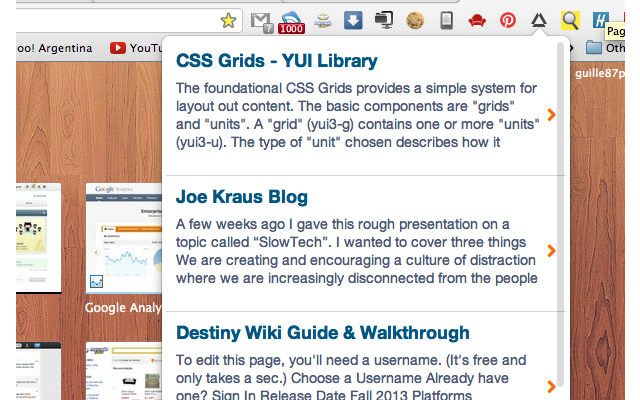 1000
Pag
oo! Argentina
YouTu
Oth
guille87p
CSS Grids - YUI Library
The foundational CSS Grids provides a simple system for
layout out content. The basic components are "grids"
and "units". A "grid" (yui3-g) contains one or more "units"
(yui3-u). The type of "unit" chosen describes how it
Joe Kraus Blog
A few weeks ago I gave this rough presentation on a
topic called “SlowTech”. I wanted to cover three things
We are creating and encouraging a culture of distraction
where we are increasingly disconnected from the people
Google Analytics
Google Analy
Destiny Wiki Guide & Walkthrough
To edit this page, you'll need a username. (It's free and
only takes a sec.) Choose a Username Already have
one? Sign In Release Date Fall 2013 Platforms